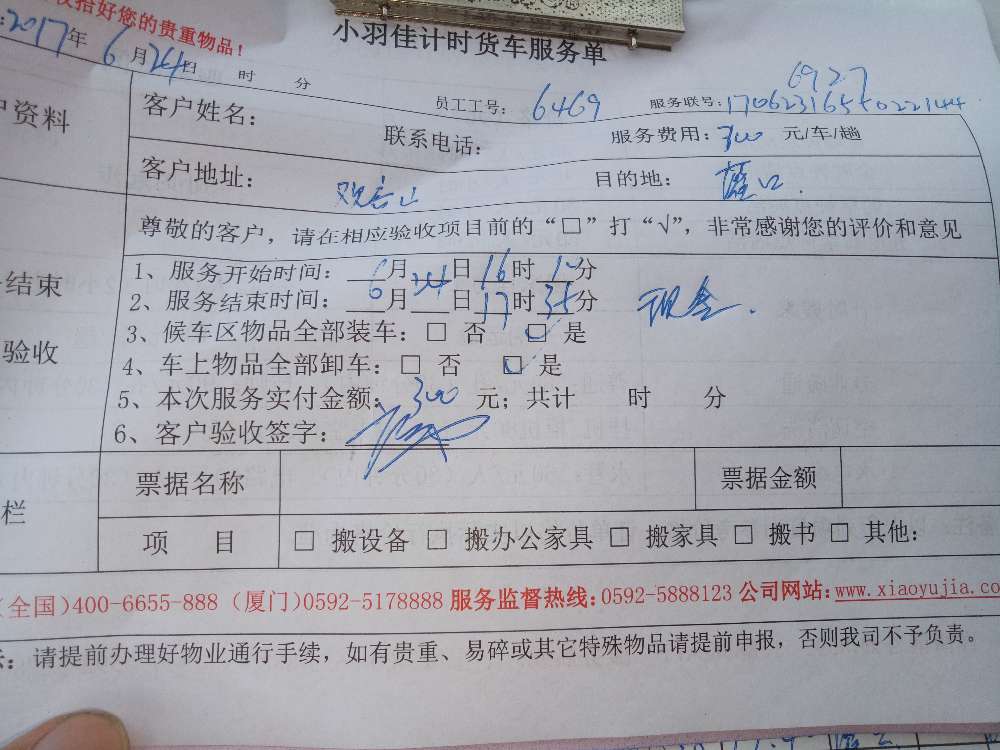 收拾好您的贵重物品!
小羽佳计时货车服务单
:2017年6月24日 时 分
员工工号: 6469 服务联号:
6927
户资料 客户姓名: 联系电话: 服务费用: 300 元/车/趟
客户地址: 观音山 目的地:
尊敬的客户，请在相应验收项目前的“□”打“√”，非常感谢您的评价和意见
结束
验收
1、服务开始时间: 6月24日16时10分
2、服务结束时间: 6月24日17时35分 现金.
3、候车区物品全部装车: □ 否 □ 是
4、车上物品全部卸车: □ 否 □ 是
5、本次服务实付金额: 300 元; 共计 时 分
6、客户验收签字:
栏 票据名称 票据金额
项 目 □ 搬设备 □ 搬办公家具 □ 搬家具 □ 搬书 □ 其他:
(全国)400-6655-888 (厦门)0592-5178888 服务监督热线:0592-5888123 公司网站:www.xiaoyujia.co
: 请提前办理好物业通行手续，如有贵重、易碎或其它特殊物品请提前申报，否则我司不予负责。